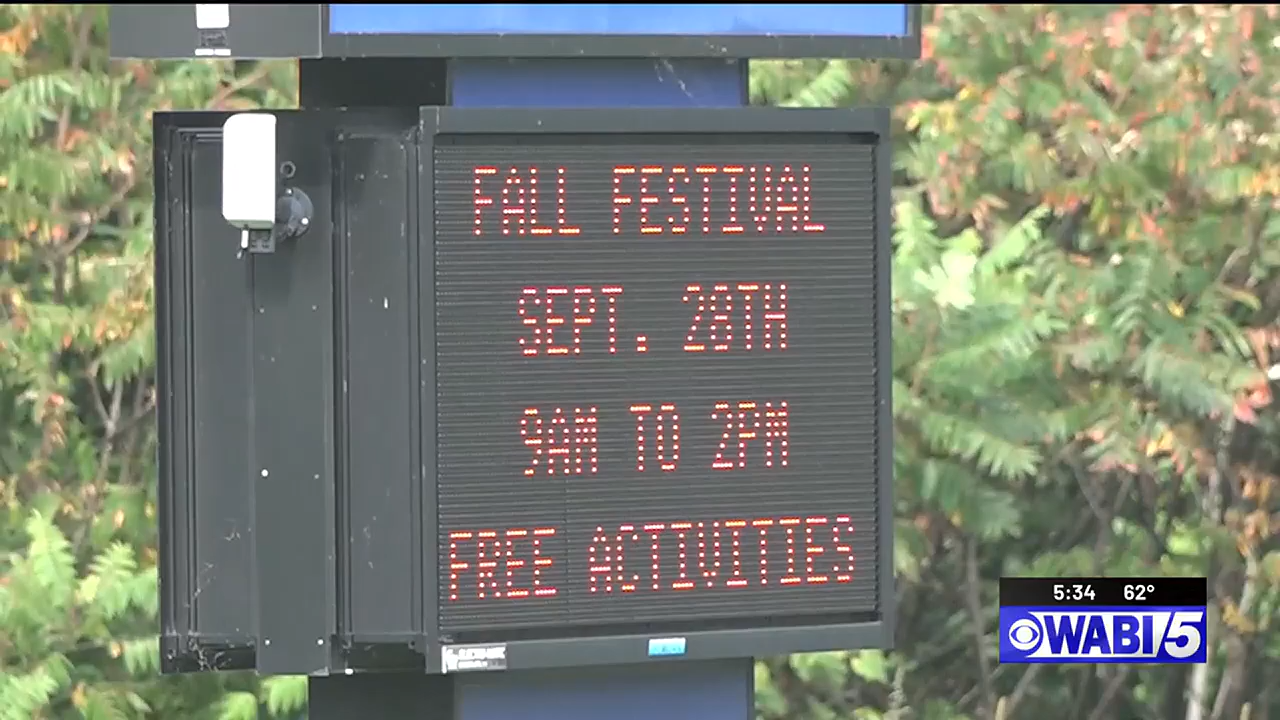 FALL FESTIVAL
SEPT. 28TH
9AM TO 2PM
FREE ACTIVITIES
5:34 62°
WABI 5